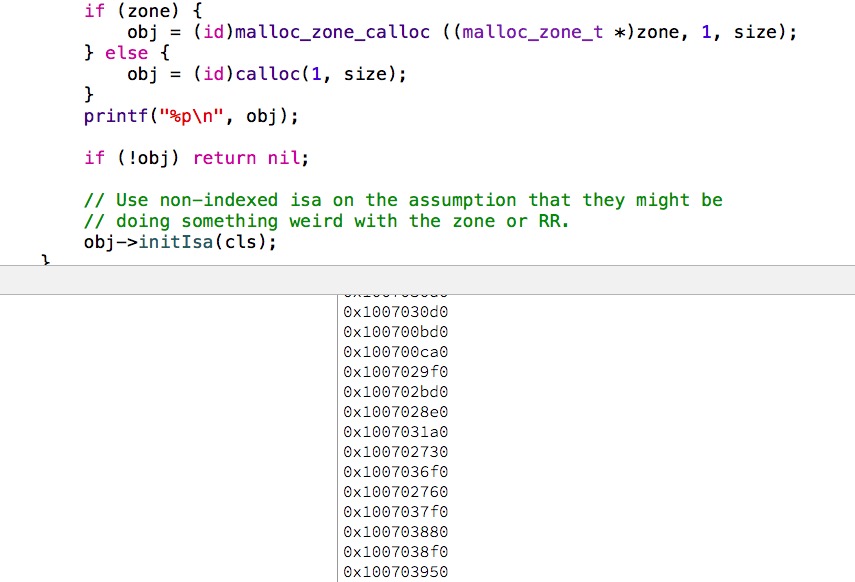 if (zone) {
obj = (id)malloc_zone_calloc ((malloc_zone_t *)zone, 1, size);
} else {
obj = (id)calloc(1, size);
}
printf("%p\n", obj);
if (!obj) return nil;
// Use non-indexed isa on the assumption that they might be
// doing something weird with the zone or RR.
obj->initIsa(cls);
}
0x1007030d0
0x100700bd0
0x100700ca0
0x1007029f0
0x100702bd0
0x1007028e0
0x1007031a0
0x100702730
0x1007036f0
0x100702760
0x1007037f0
0x100703880
0x1007038f0
0x100703950